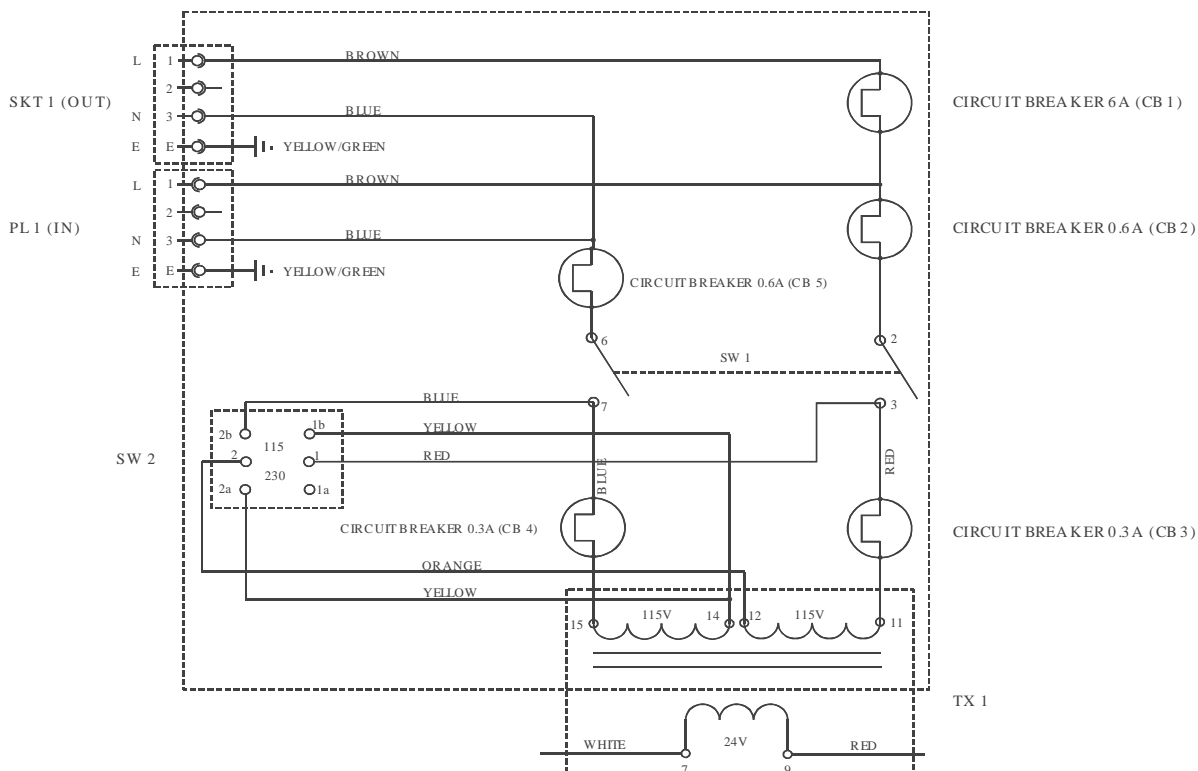 BROWN
L 1
2
SKT 1 (OUT)
CIRCUIT BREAKER 6A (CB 1)
N 3
BLUE
E E
YELLOW/GREEN
L 1
BROWN
2
PL 1 (IN)
CIRCUIT BREAKER 0.6A (CB 2)
N 3
BLUE
E E
YELLOW/GREEN
CIRCUIT BREAKER 0.6A (CB 5)
6
2
SW 1
BLUE
7
3
2b
115
1b
YELLOW
SW 2
2
1
RED
230
2a
1a
BLUE
RED
CIRCUIT BREAKER 0.3A (CB 4)
CIRCUIT BREAKER 0.3A (CB 3)
ORANGE
YELLOW
15
115V
14
12
115V
11
TX 1
WHITE
24V
RED
7
9